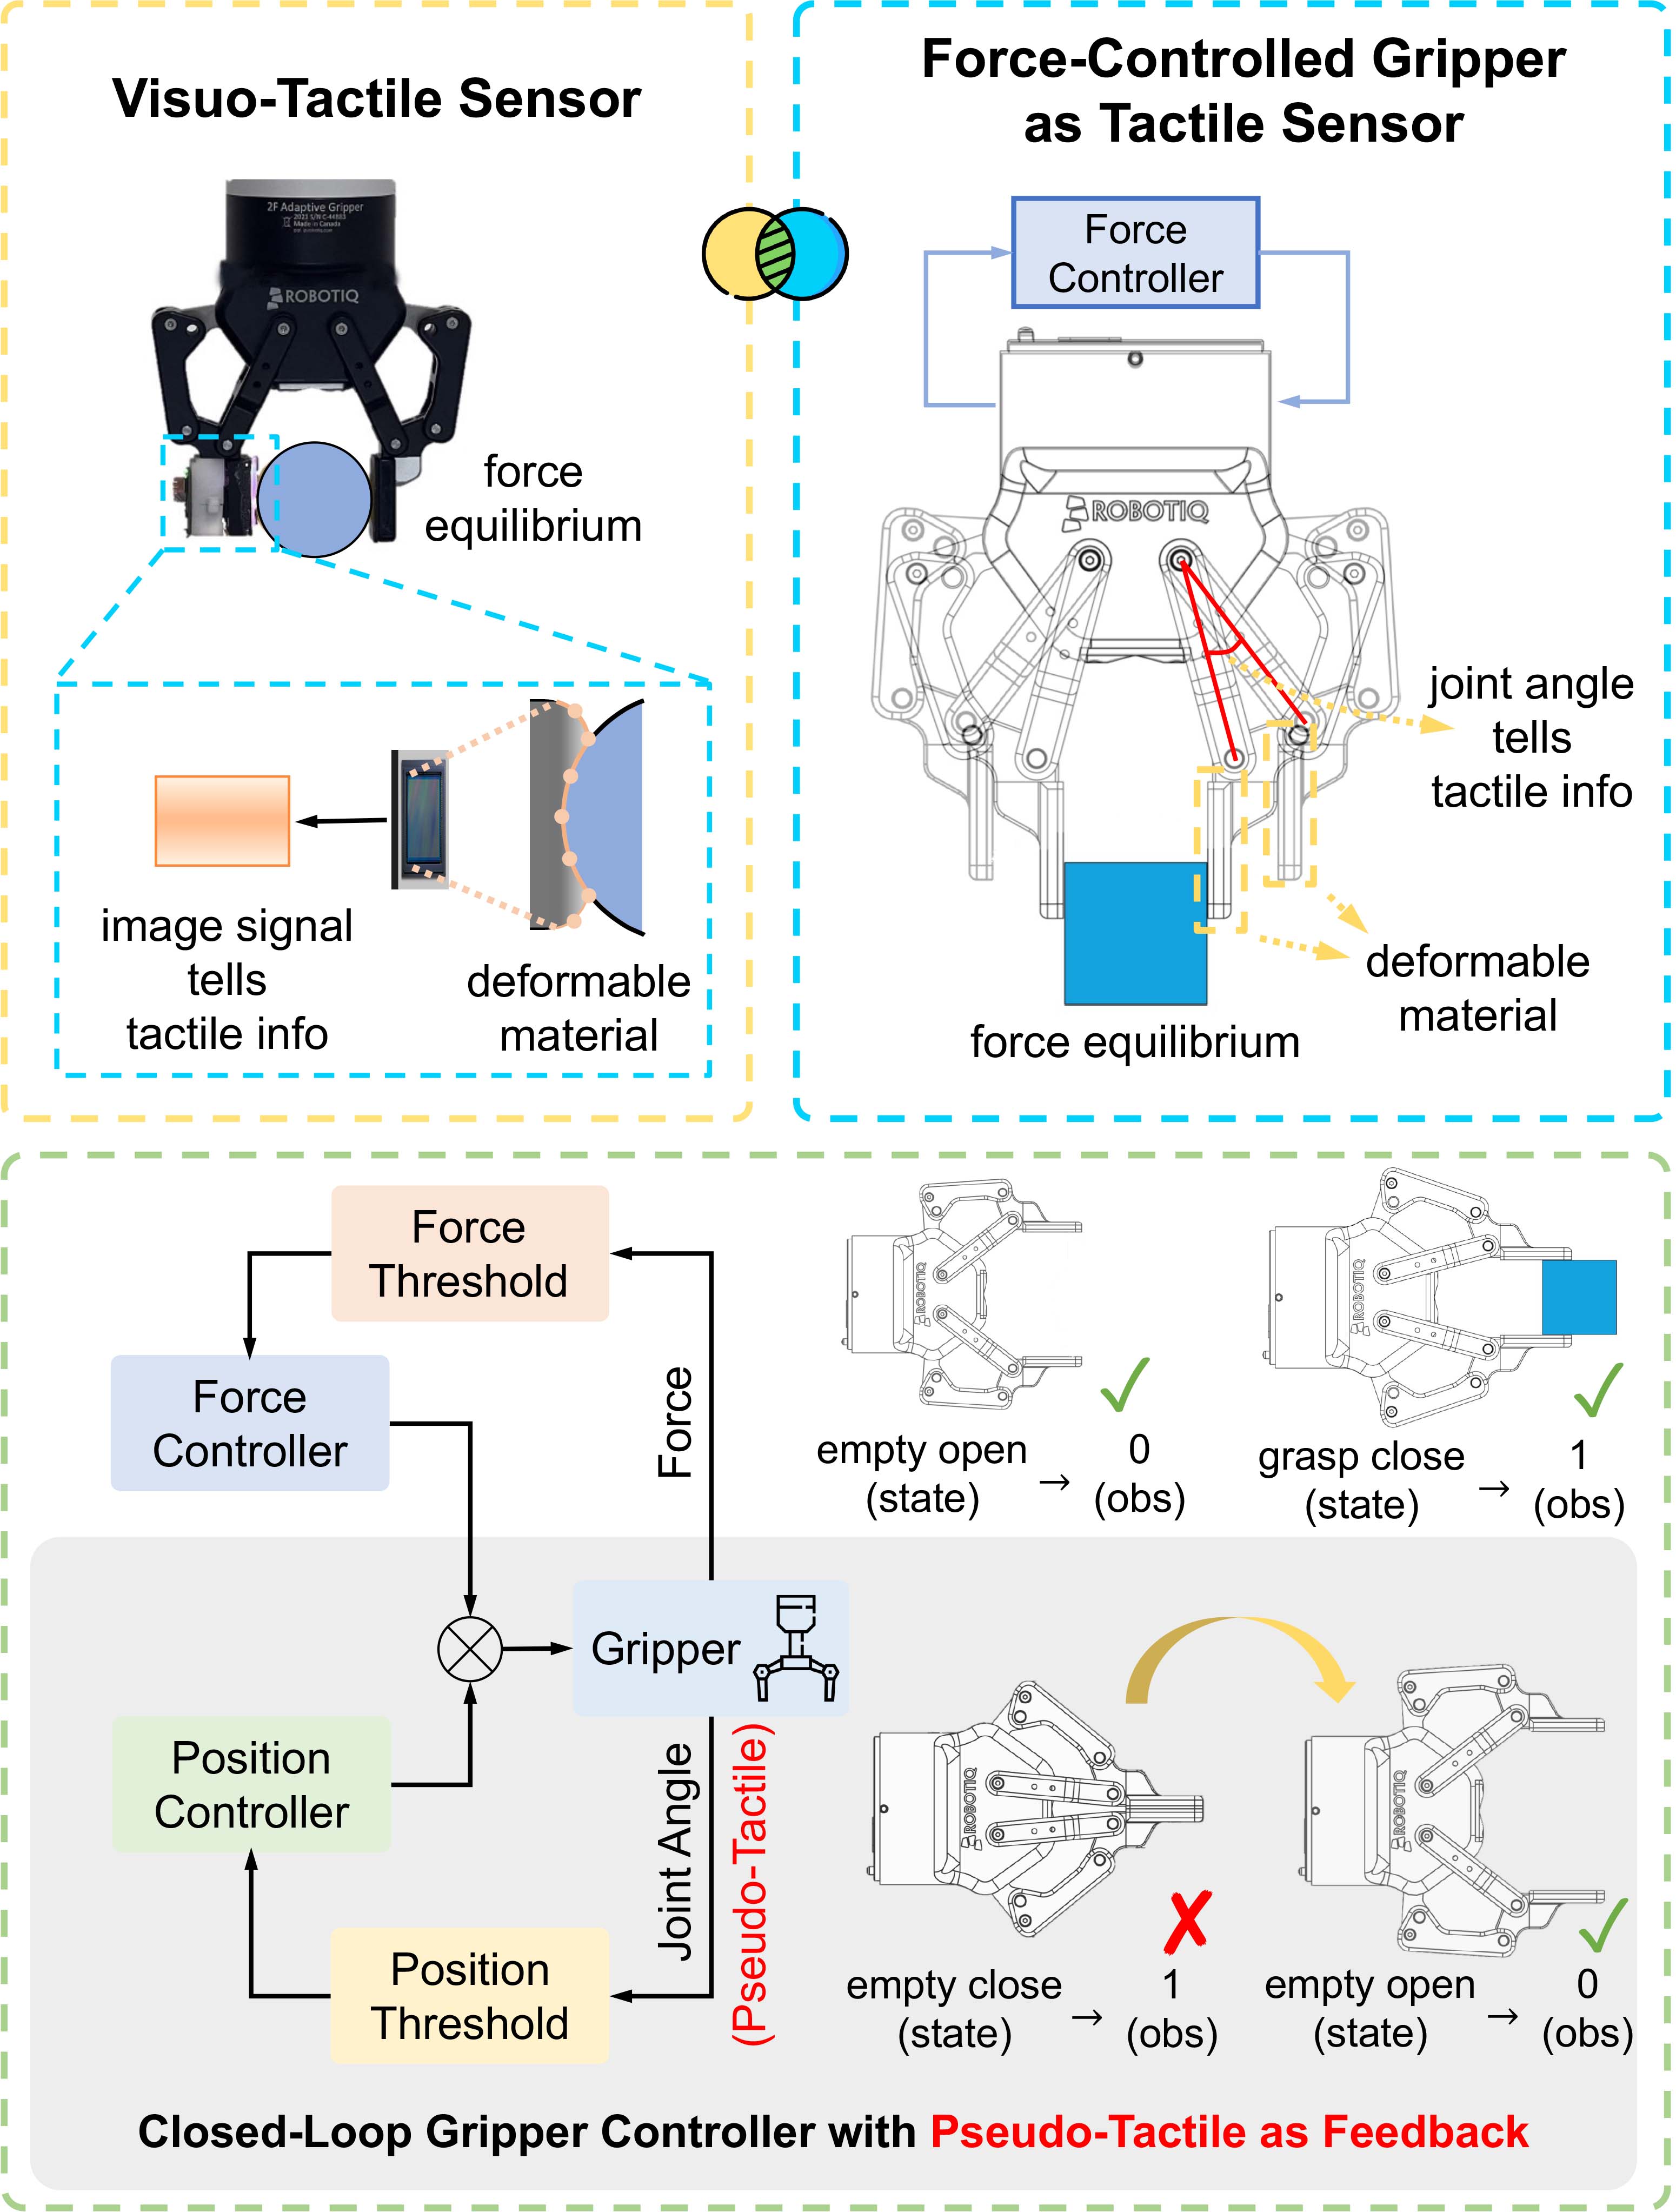 Visuo-Tactile Sensor
2F Adaptive Gripper
Made in Canada
ROBOTIQ
force
equilibrium
image signal
tells
tactile info
deformable
material
Force-Controlled Gripper
as Tactile Sensor
Force
Controller
ROBOTIQ
joint angle
tells
tactile info
deformable
material
force equilibrium
Force
Threshold
Force
Controller
Force
Gripper
Position
Controller
Joint Angle
(Pseudo-Tactile)
Position
Threshold
ROBOTIQ
empty open
(state)
→
0
(obs)
ROBOTIQ
grasp close
(state)
→
1
(obs)
ROBOTIQ
empty close
(state)
→
1
(obs)
ROBOTIQ
empty open
(state)
→
0
(obs)
Closed-Loop Gripper Controller with Pseudo-Tactile as Feedback